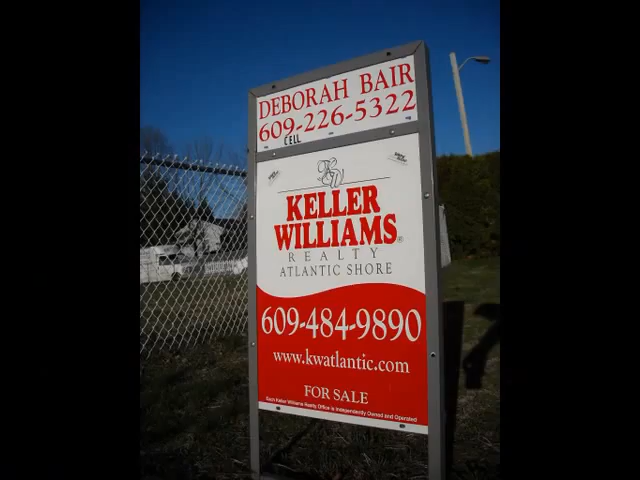 DEBORAH BAIR
609-226-5322
CELL
KW
KELLER
WILLIAMS®
REALTY
ATLANTIC SHORE
609-484-9890
www.kwatlantic.com
FOR SALE
Each Keller Williams Realty Office is Independently Owned and Operated